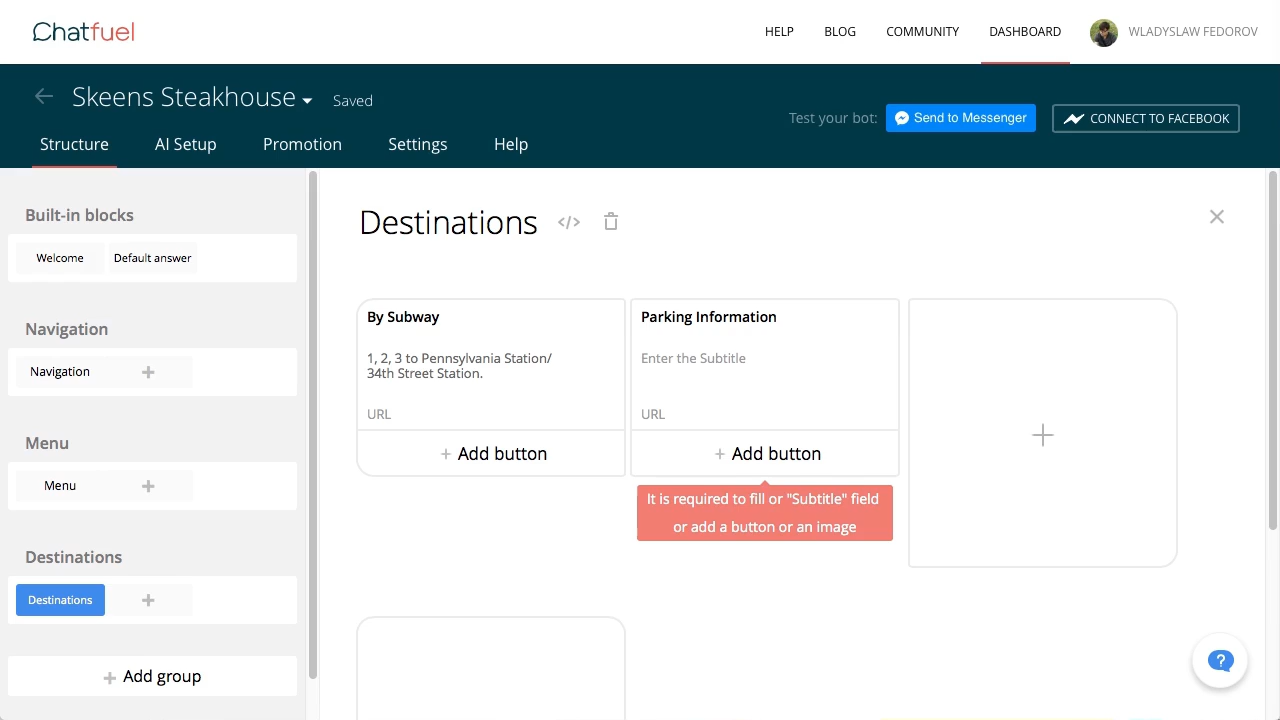 Chatfuel
HELP
BLOG
COMMUNITY
DASHBOARD
WLADYSLAW FEDOROV
Skeens Steakhouse
Saved
Test your bot:
Send to Messenger
CONNECT TO FACEBOOK
Structure
AI Setup
Promotion
Settings
Help
Built-in blocks
Welcome
Default answer
Navigation
Navigation
+
Menu
Menu
+
Destinations
Destinations
+
+ Add group
Destinations
</>
By Subway
1, 2, 3 to Pennsylvania Station/
34th Street Station.
URL
+ Add button
Parking Information
Enter the Subtitle
URL
+ Add button
It is required to fill or "Subtitle" field
or add a button or an image
+
?